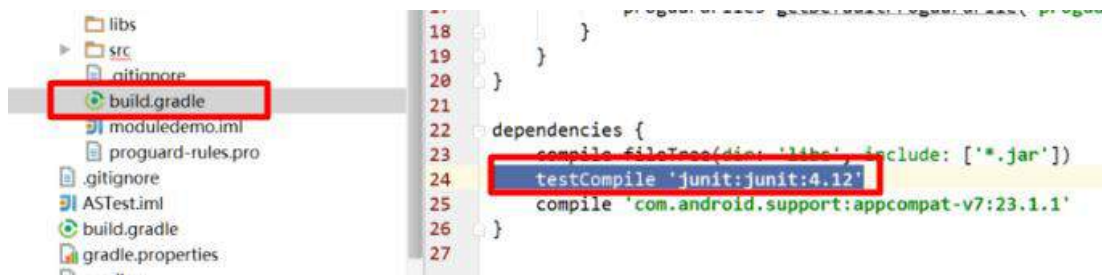 libs
src
.gitignore
build.gradle
moduledemo.iml
proguard-rules.pro
.gitignore
ASTest.iml
build.gradle
gradle.properties
17
18 }
19 }
20 }
21
22 dependencies {
23 compile fileTree(dir: 'libs', include: ['*.jar'])
24 testCompile 'junit:junit:4.12'
25 compile 'com.android.support:appcompat-v7:23.1.1'
26 }
27